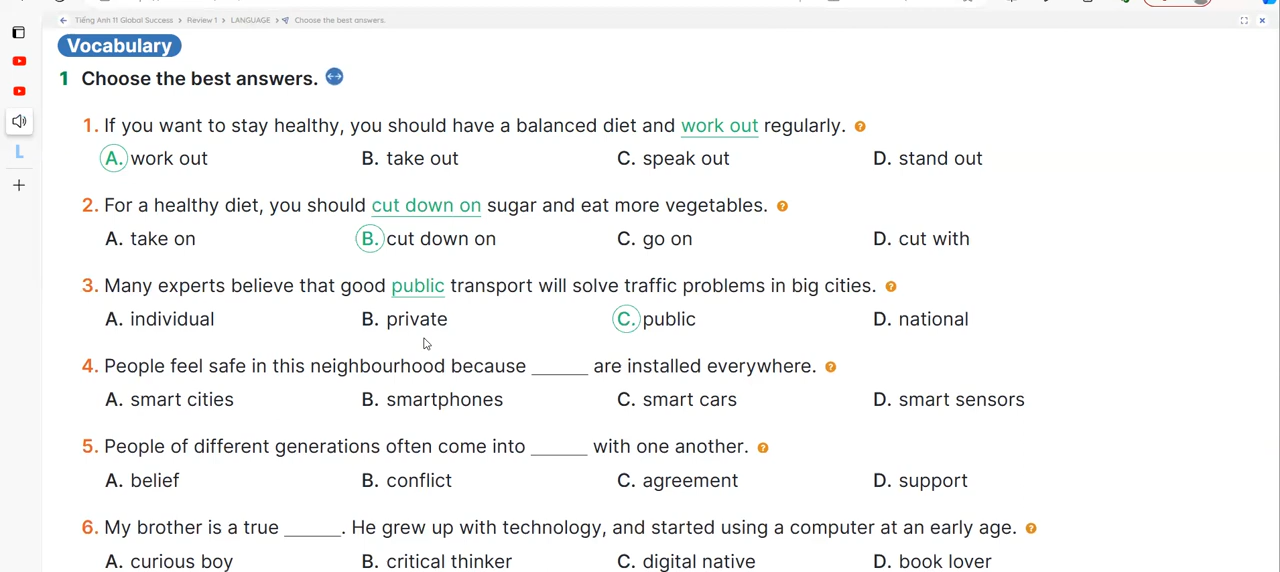 Tiếng Anh 11 Global Success > Review 1 > LANGUAGE > Choose the best answers.
Vocabulary
1 Choose the best answers.
1. If you want to stay healthy, you should have a balanced diet and work out regularly.
A. work out B. take out C. speak out D. stand out
2. For a healthy diet, you should cut down on sugar and eat more vegetables.
A. take on B. cut down on C. go on D. cut with
3. Many experts believe that good public transport will solve traffic problems in big cities.
A. individual B. private C. public D. national
4. People feel safe in this neighbourhood because ______ are installed everywhere.
A. smart cities B. smartphones C. smart cars D. smart sensors
5. People of different generations often come into ______ with one another.
A. belief B. conflict C. agreement D. support
6. My brother is a true ______. He grew up with technology, and started using a computer at an early age.
A. curious boy B. critical thinker C. digital native D. book lover